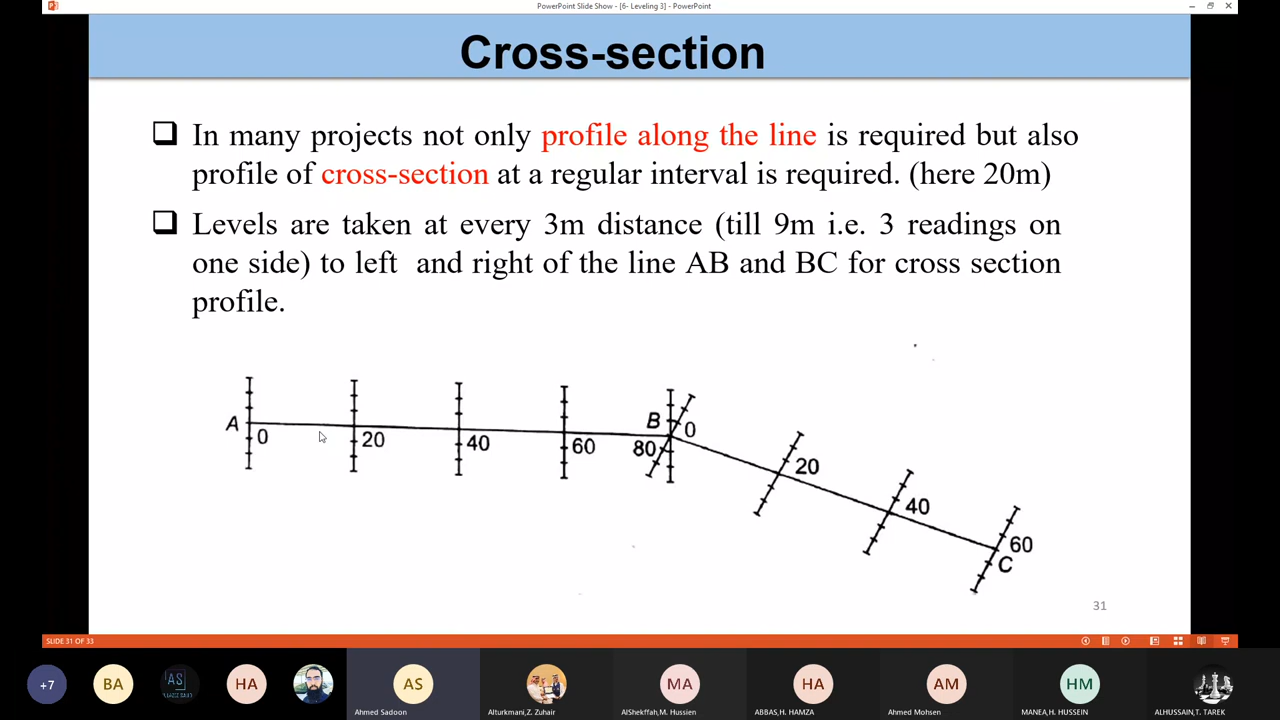 PowerPoint Slide Show - [6- Leveling 3] - PowerPoint
Cross-section
In many projects not only profile along the line is required but also
profile of cross-section at a regular interval is required. (here 20m)
Levels are taken at every 3m distance (till 9m i.e. 3 readings on
one side) to left and right of the line AB and BC for cross section
profile.
A 0 20 40 60 80 B 0 20 40 60 C
31
SLIDE 31 OF 33
+7 BA AS HA AS MA HA AM HM
Ahmed Sadoon Alturkmani,Z. Zuhair AlShekffah,M. Hussien ABBAS,H. HAMZA Ahmed Mohsen MANEA,H. HUSSEIN ALHUSSAIN,T. TAREK